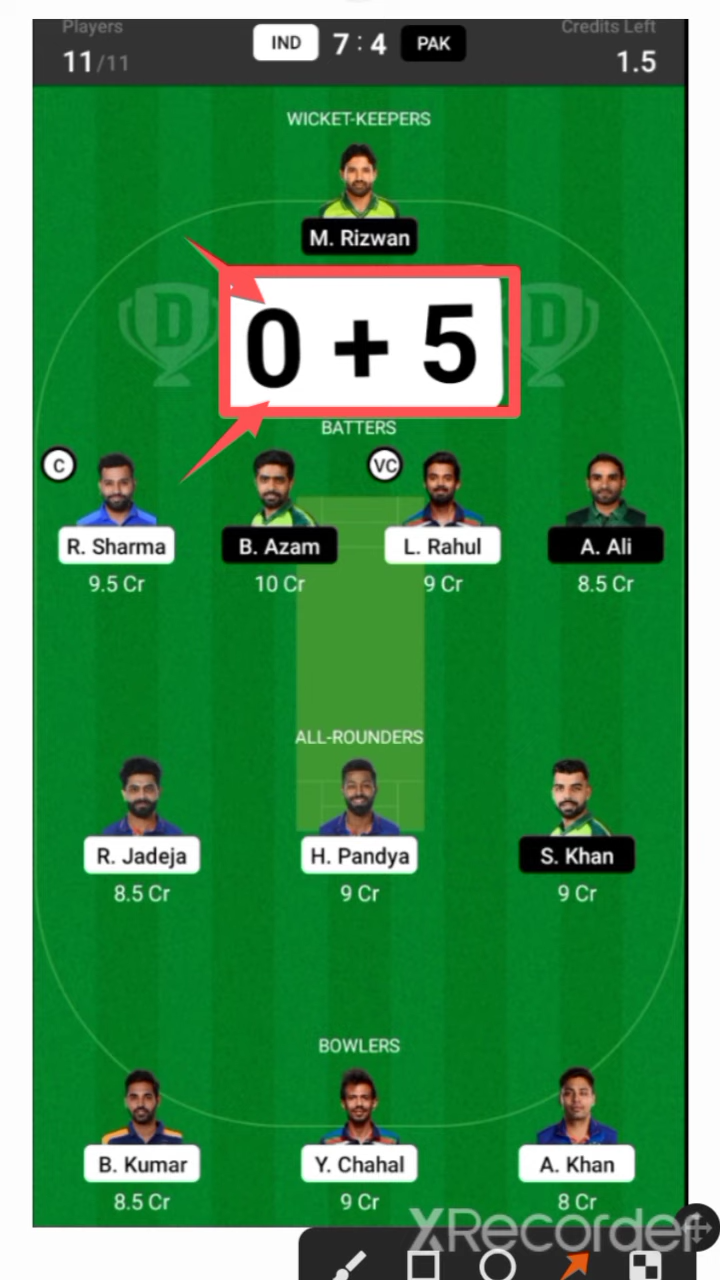 Players
Credits Left
11/11
IND 7 : 4 PAK
1.5
WICKET-KEEPERS
M. Rizwan
D D
0 + 5
BATTERS
C VC
R. Sharma B. Azam L. Rahul A. Ali
9.5 Cr 10 Cr 9 Cr 8.5 Cr
ALL-ROUNDERS
R. Jadeja H. Pandya S. Khan
8.5 Cr 9 Cr 9 Cr
BOWLERS
B. Kumar Y. Chahal A. Khan
8.5 Cr 9 Cr 8 Cr
XRecorder